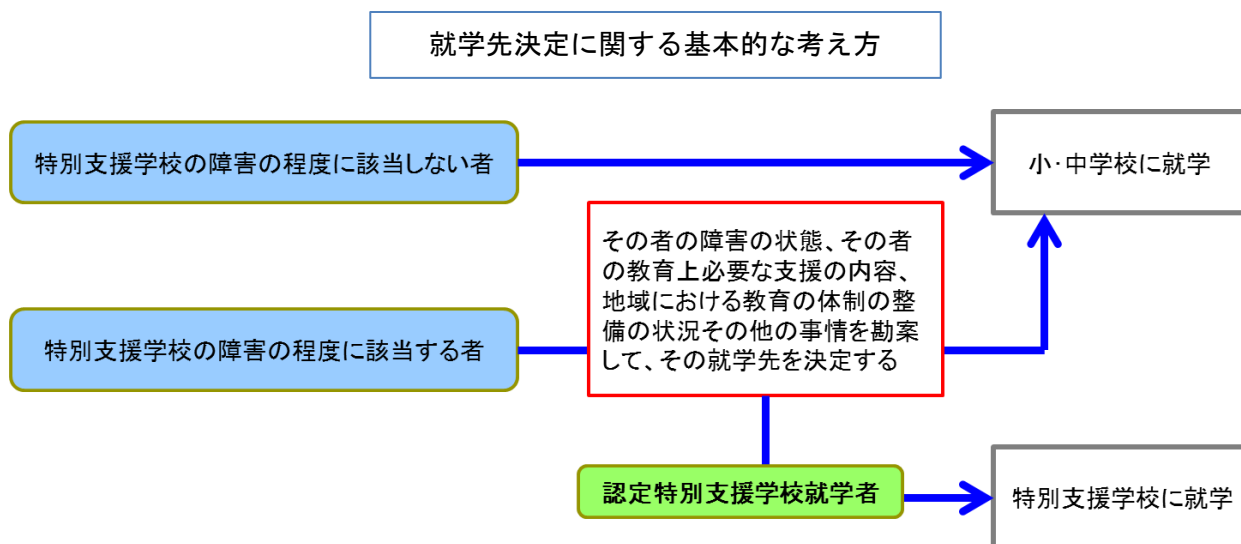 就学先決定に関する基本的な考え方
特別支援学校の障害の程度に該当しない者
小・中学校に就学
その者の障害の状態、その者
の教育上必要な支援の内容、
地域における教育の体制の整
備の状況その他の事情を勘案
して、その就学先を決定する
特別支援学校の障害の程度に該当する者
認定特別支援学校就学者
特別支援学校に就学